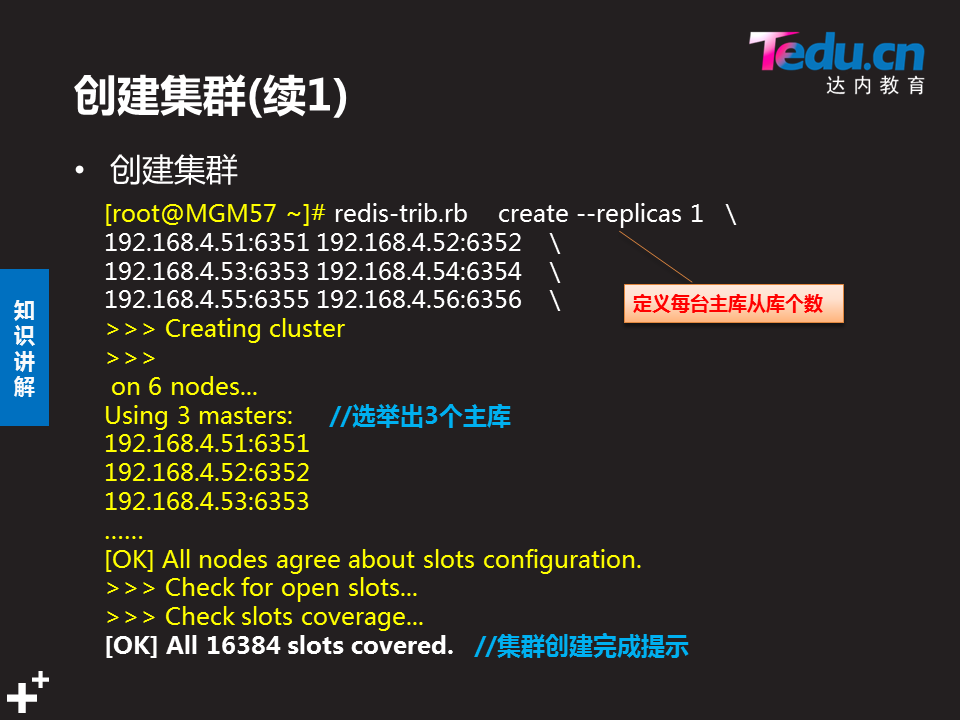 Tedu.cn
达内教育
创建集群(续1)
• 创建集群
[root@MGM57 ~]# redis-trib.rb create --replicas 1 \
192.168.4.51:6351 192.168.4.52:6352 \
192.168.4.53:6353 192.168.4.54:6354 \
192.168.4.55:6355 192.168.4.56:6356 \
定义每台主库从库个数
>>> Creating cluster
>>>
on 6 nodes...
Using 3 masters: //选举出3个主库
192.168.4.51:6351
192.168.4.52:6352
192.168.4.53:6353
......
[OK] All nodes agree about slots configuration.
>>> Check for open slots...
>>> Check slots coverage...
[OK] All 16384 slots covered. //集群创建完成提示
知识讲解